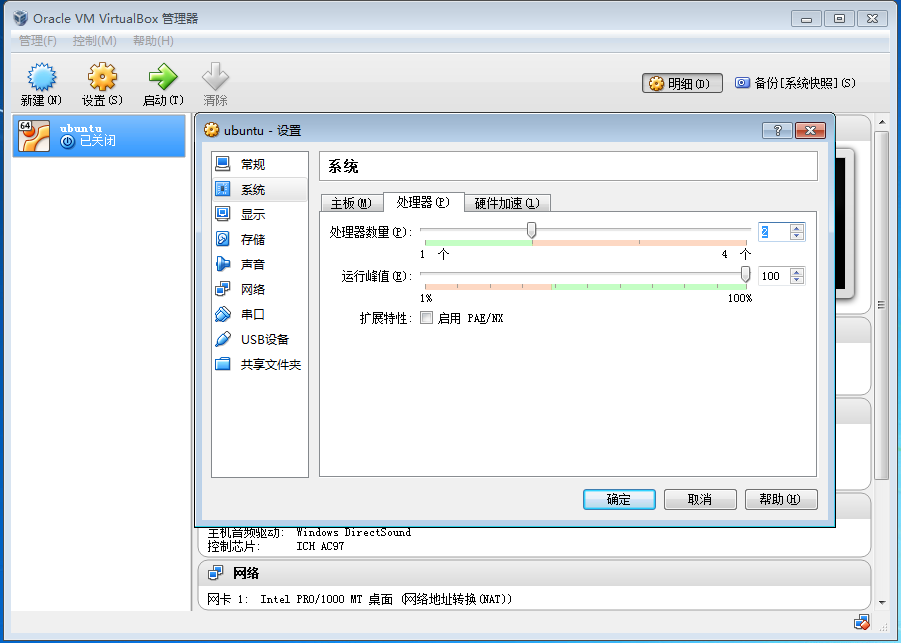 Oracle VM VirtualBox 管理器
管理(F) 控制(M) 帮助(H)
新建(N) 设置(S) 启动(T) 清除 明细(D) 备份[系统快照](S)
64 ubuntu
已关闭
ubuntu - 设置
常规
系统
显示
存储
声音
网络
串口
USB设备
共享文件夹
系统
主板(M) 处理器(P) 硬件加速(L)
处理器数量(P): 2
1 个 4 个
运行峰值(E): 100
1% 100%
扩展特性: 启用 PAE/NX
确定 取消 帮助(H)
主机音频驱动: Windows DirectSound
控制芯片: ICH AC97
网络
网卡 1: Intel PRO/1000 MT 桌面 (网络地址转换(NAT))